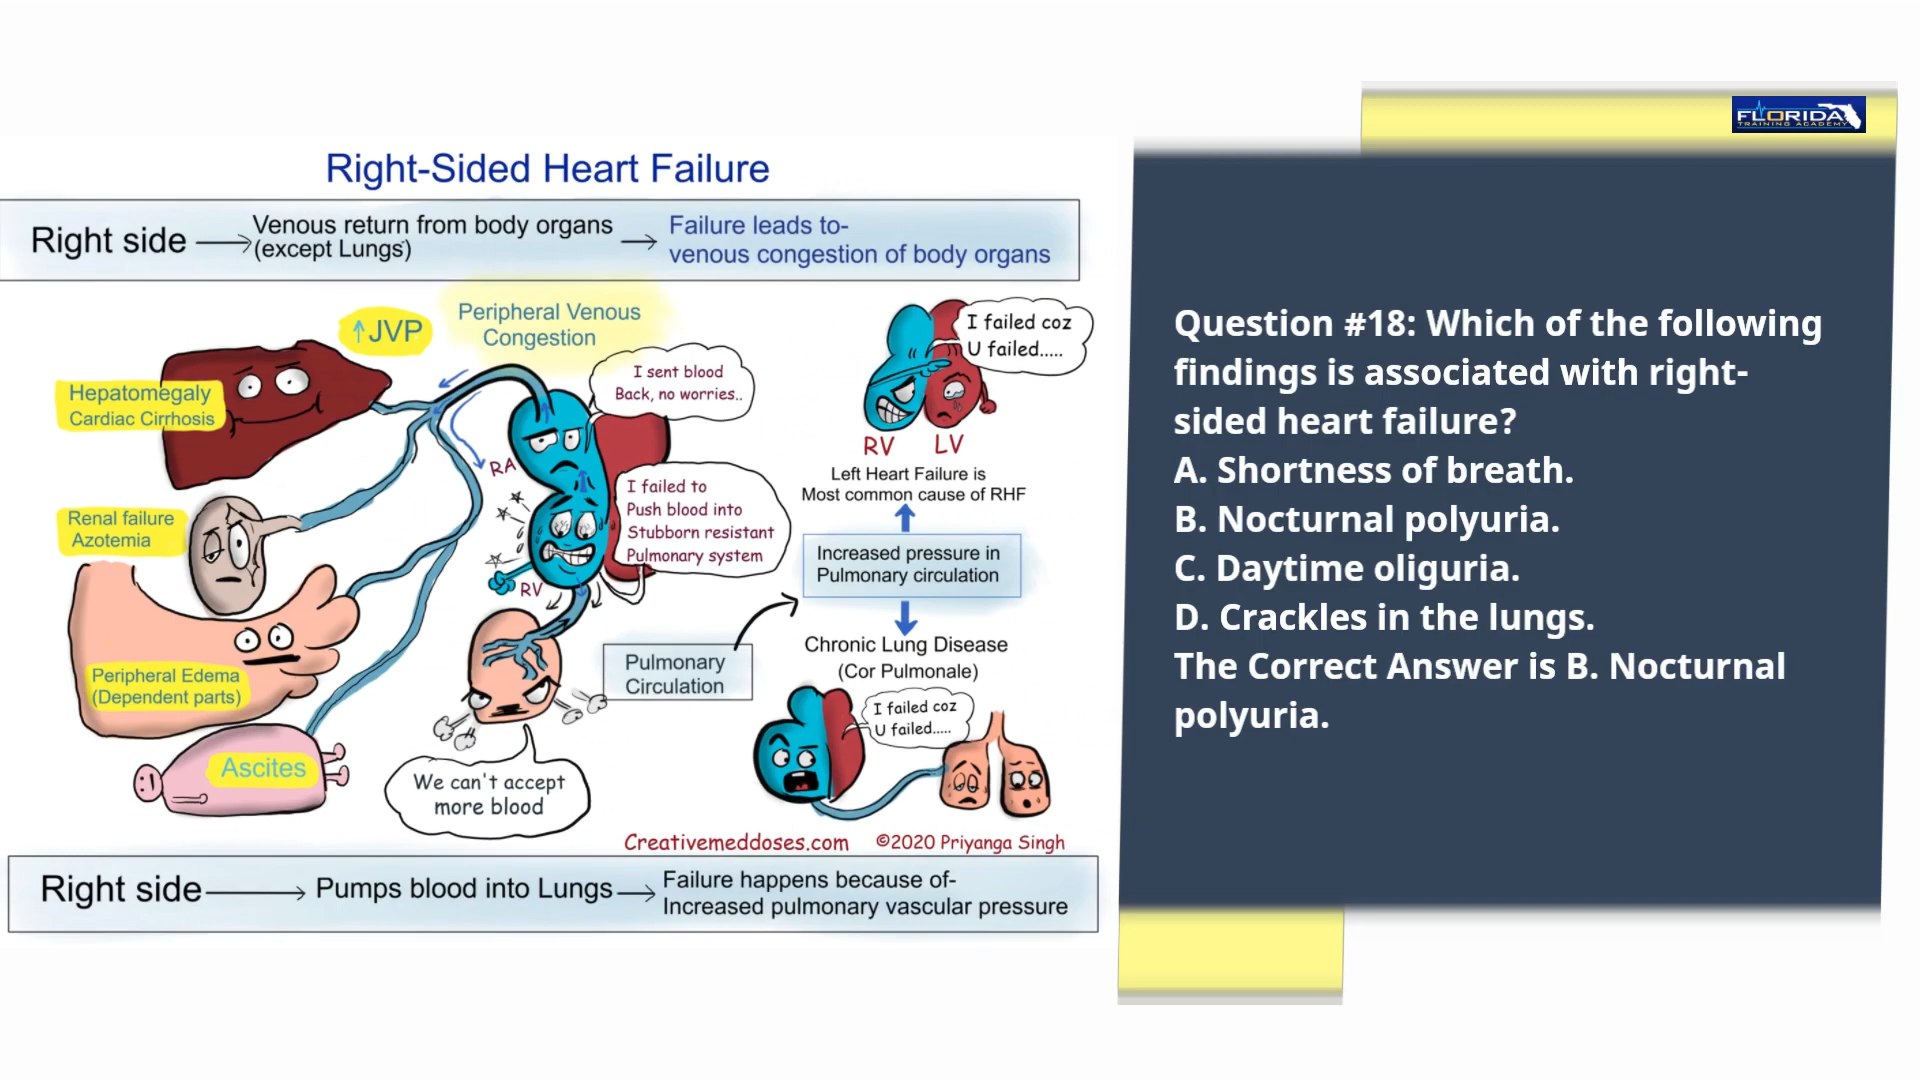 FLORIDA
TRAINING ACADEMY
Right-Sided Heart Failure
Right side
Venous return from body organs
(except Lungs)
Failure leads to-
venous congestion of body organs
↑JVP
Peripheral Venous
Congestion
Hepatomegaly
Cardiac Cirrhosis
I sent blood
Back, no worries..
RA
I failed to
Push blood into
Stubborn resistant
Pulmonary system
RV
Renal failure
Azotemia
Peripheral Edema
(Dependent parts)
Ascites
We can't accept
more blood
Pulmonary
Circulation
I failed coz
U failed.....
RV
LV
Left Heart Failure is
Most common cause of RHF
Increased pressure in
Pulmonary circulation
Chronic Lung Disease
(Cor Pulmonale)
I failed coz
U failed.....
Creativemeddoses.com ©2020 Priyanga Singh
Right side
Pumps blood into Lungs
Failure happens because of-
Increased pulmonary vascular pressure
Question #18: Which of the following
findings is associated with right-
sided heart failure?
A. Shortness of breath.
B. Nocturnal polyuria.
C. Daytime oliguria.
D. Crackles in the lungs.
The Correct Answer is B. Nocturnal
polyuria.